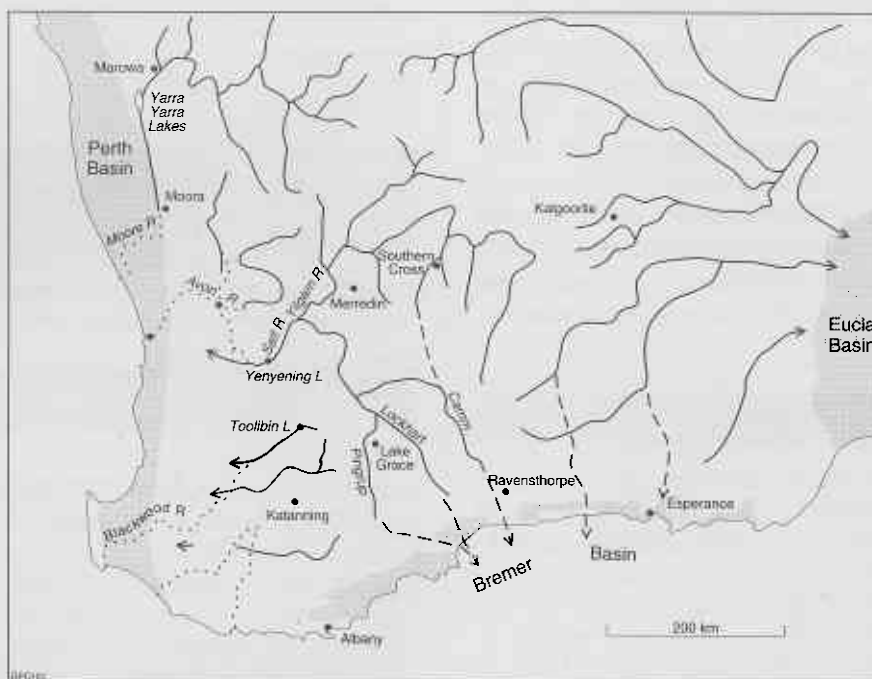 Morowa
Yarra
Yarra
Lakes
Perth
Basin
Moora
Moore R
Kalgoorlie
Southern
Cross
Avon R
Salt R
Yilgarn R
Merredin
Eucla
Basin
Yenyening L
Camm
Toolibin L
Lockhart
Lake
Grace
Pingrup
Ravensthorpe
Esperance
Blackwood R
Katanning
Basin
Bremer
200 km
Albany